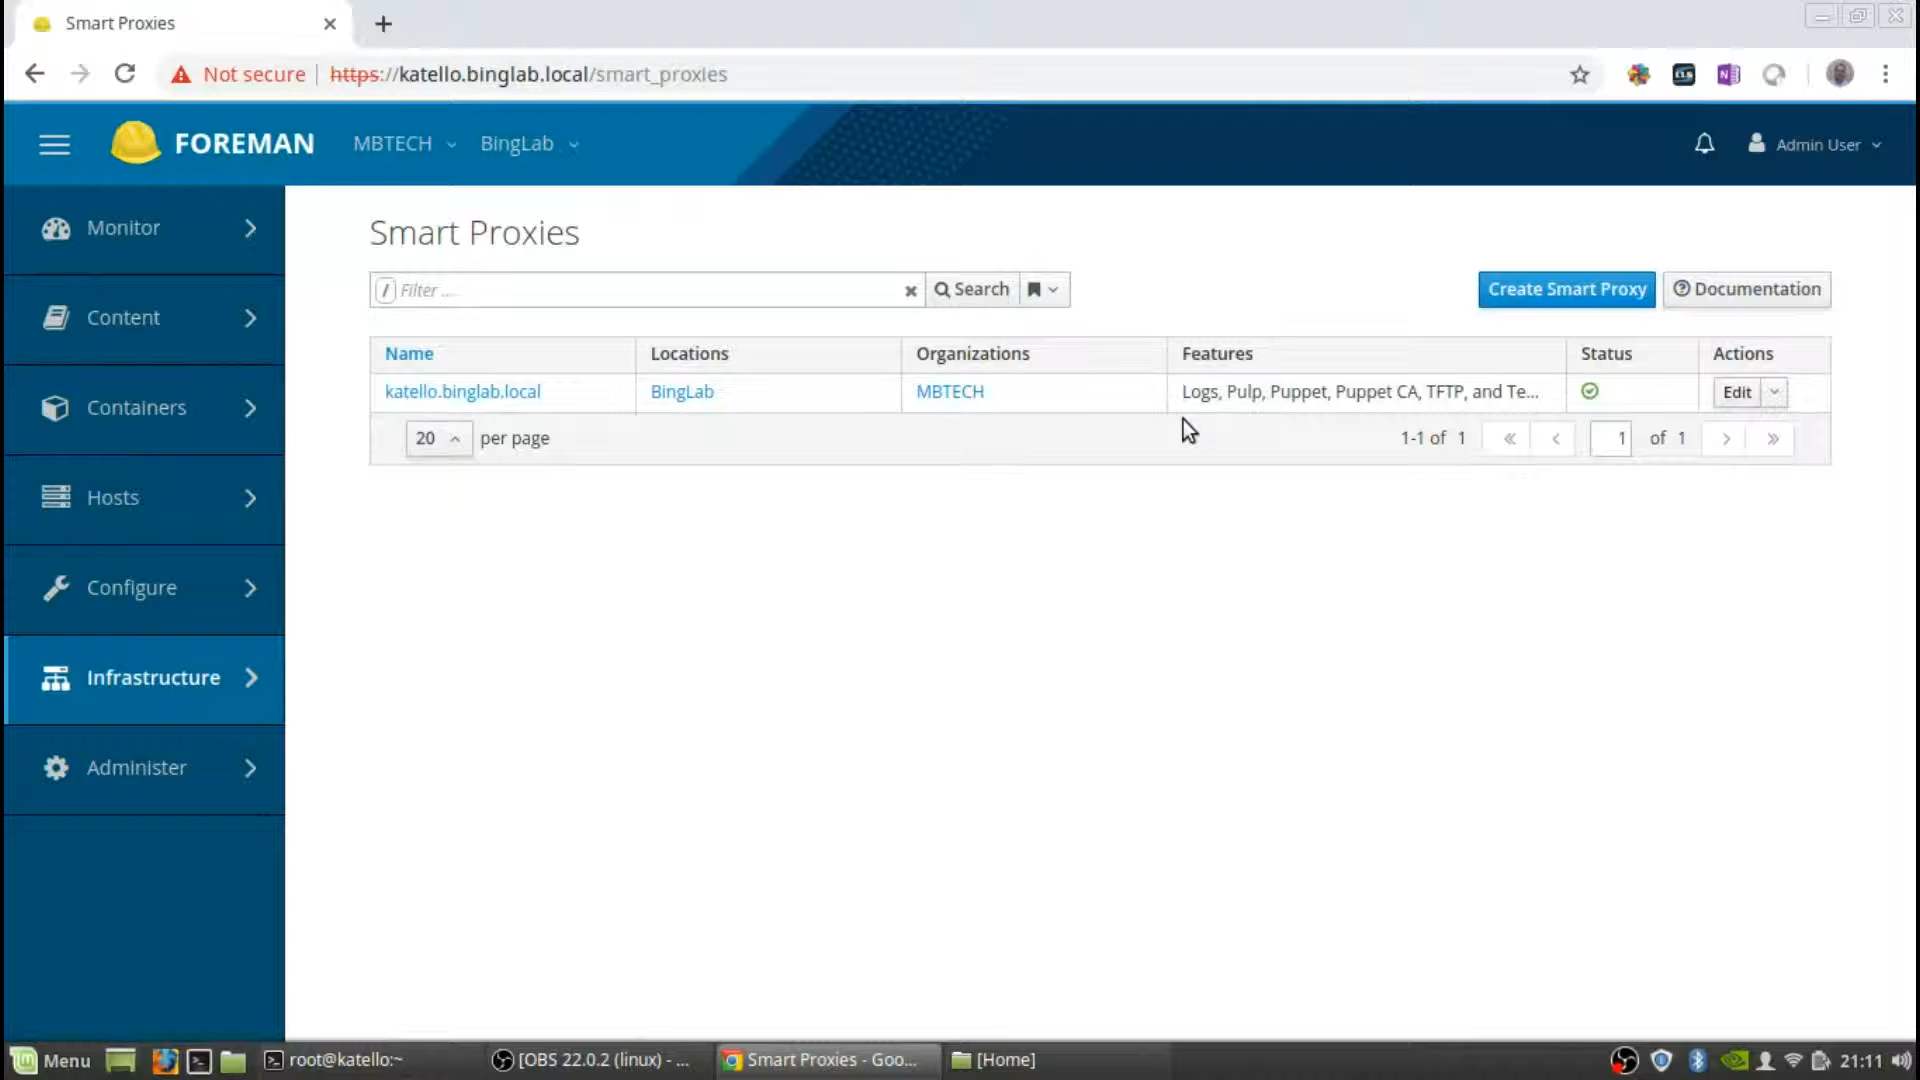 Smart Proxies
Not secure | https://katello.binglab.local/smart_proxies
CLS
N
FOREMAN MBTECH BingLab Admin User
Monitor
Content
Containers
Hosts
Configure
Infrastructure
Administer
Smart Proxies
/ Filter ... Search Create Smart Proxy Documentation
Name Locations Organizations Features Status Actions
katello.binglab.local BingLab MBTECH Logs, Pulp, Puppet, Puppet CA, TFTP, and Te... Edit
20 per page 1-1 of 1 « < 1 of 1 > »
Menu root@katello:~ [OBS 22.0.2 (linux) - ... Smart Proxies - Goo... [Home] 21:11